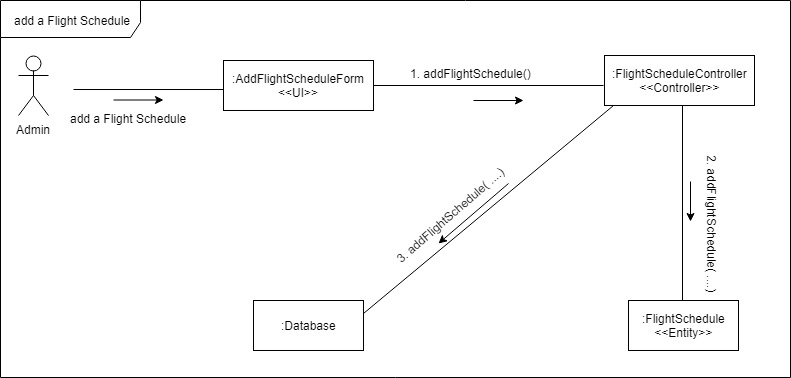 add a Flight Schedule
Admin
add a Flight Schedule
:AddFlightScheduleForm
<<UI>>
1. addFlightSchedule()
:FlightScheduleController
<<Controller>>
2. addFlightSchedule( ....)
3. addFlightSchedule( ....)
:Database
:FlightSchedule
<<Entity>>